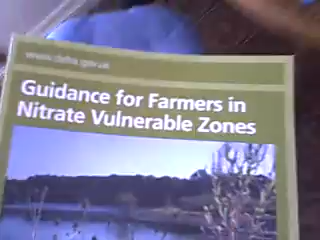 www.defra.gov.uk
Guidance for Farmers in
Nitrate Vulnerable Zones